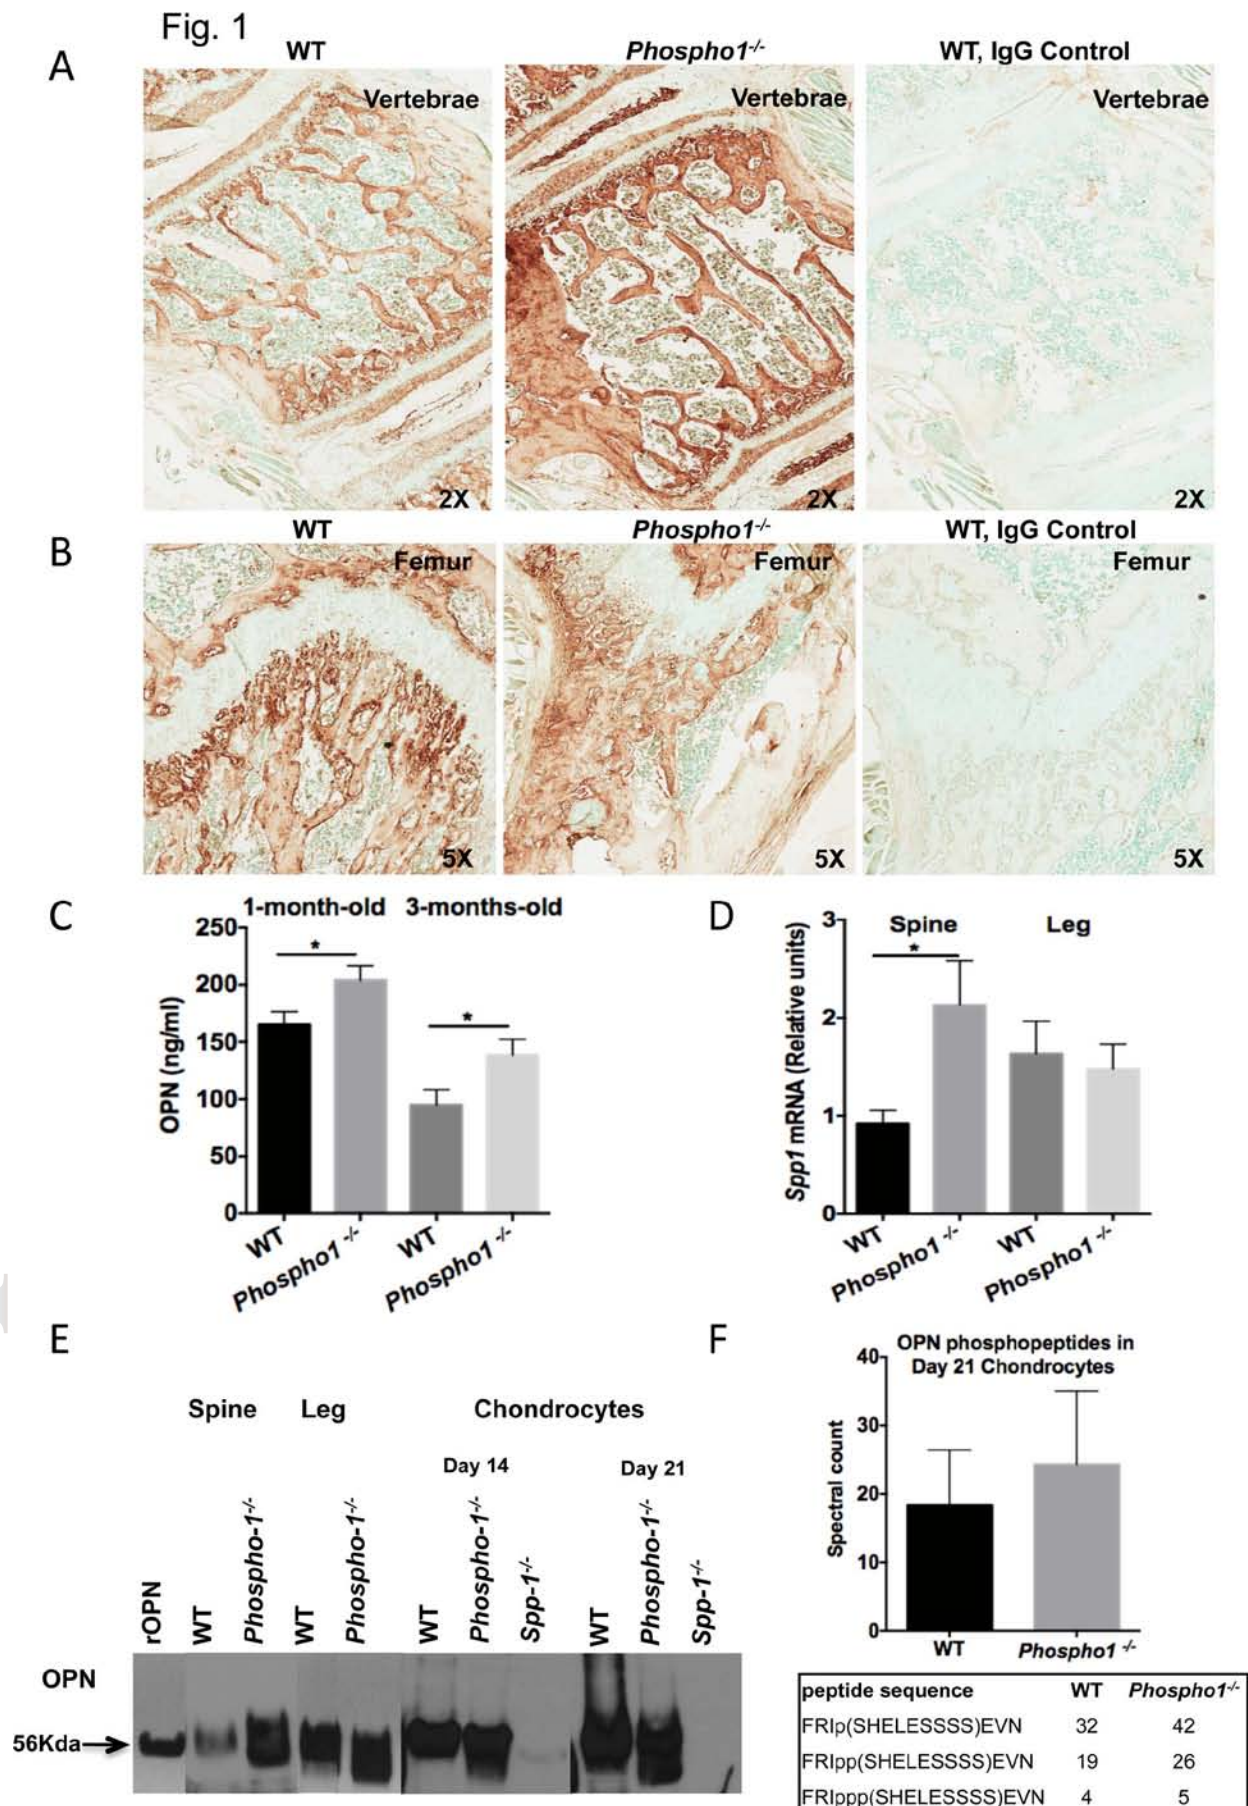 Fig. 1
A
WT
Phospho1-/-
WT, IgG Control
Vertebrae
Vertebrae
Vertebrae
2X
2X
2X
B
WT
Phospho1-/-
WT, IgG Control
Femur
Femur
Femur
5X
5X
5X
C
1-month-old 3-months-old
OPN (ng/ml)
250
200
150
100
50
0
*
*
WT
Phospho1 -/-
WT
Phospho1 -/-
D
Spine Leg
Spp1 mRNA (Relative units)
3
2
1
0
*
WT
Phospho1 -/-
WT
Phospho1 -/-
E
Spine Leg Chondrocytes
Day 14 Day 21
rOPN
WT
Phospho-1-/-
WT
Phospho-1-/-
WT
Phospho-1-/-
Spp-1-/-
WT
Phospho-1-/-
Spp-1-/-
OPN
56Kda
F
OPN phosphopeptides in
Day 21 Chondrocytes
Spectral count
40
30
20
10
0
WT
Phospho1 -/-
peptide sequence WT Phospho1-/-
FRIp(SHELESSSS)EVN 32 42
FRIpp(SHELESSSS)EVN 19 26
FRIppp(SHELESSSS)EVN 4 5